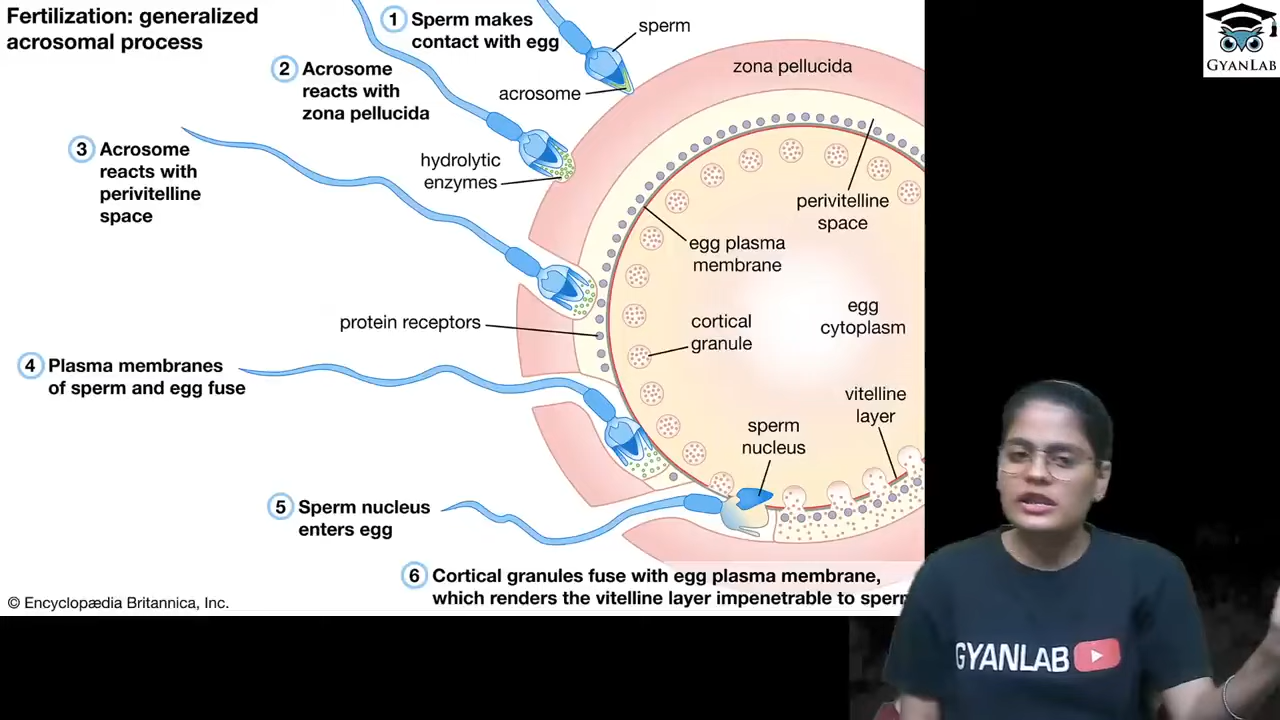 Fertilization: generalized
acrosomal process
1 Sperm makes
contact with egg
sperm
acrosome
zona pellucida
2 Acrosome
reacts with
zona pellucida
hydrolytic
enzymes
3 Acrosome
reacts with
perivitelline
space
perivitelline
space
egg plasma
membrane
egg
cytoplasm
cortical
granule
protein receptors
4 Plasma membranes
of sperm and egg fuse
vitelline
layer
sperm
nucleus
5 Sperm nucleus
enters egg
6 Cortical granules fuse with egg plasma membrane,
which renders the vitelline layer impenetrable to sperm
© Encyclopædia Britannica, Inc.
GYANLAB
GYANLAB